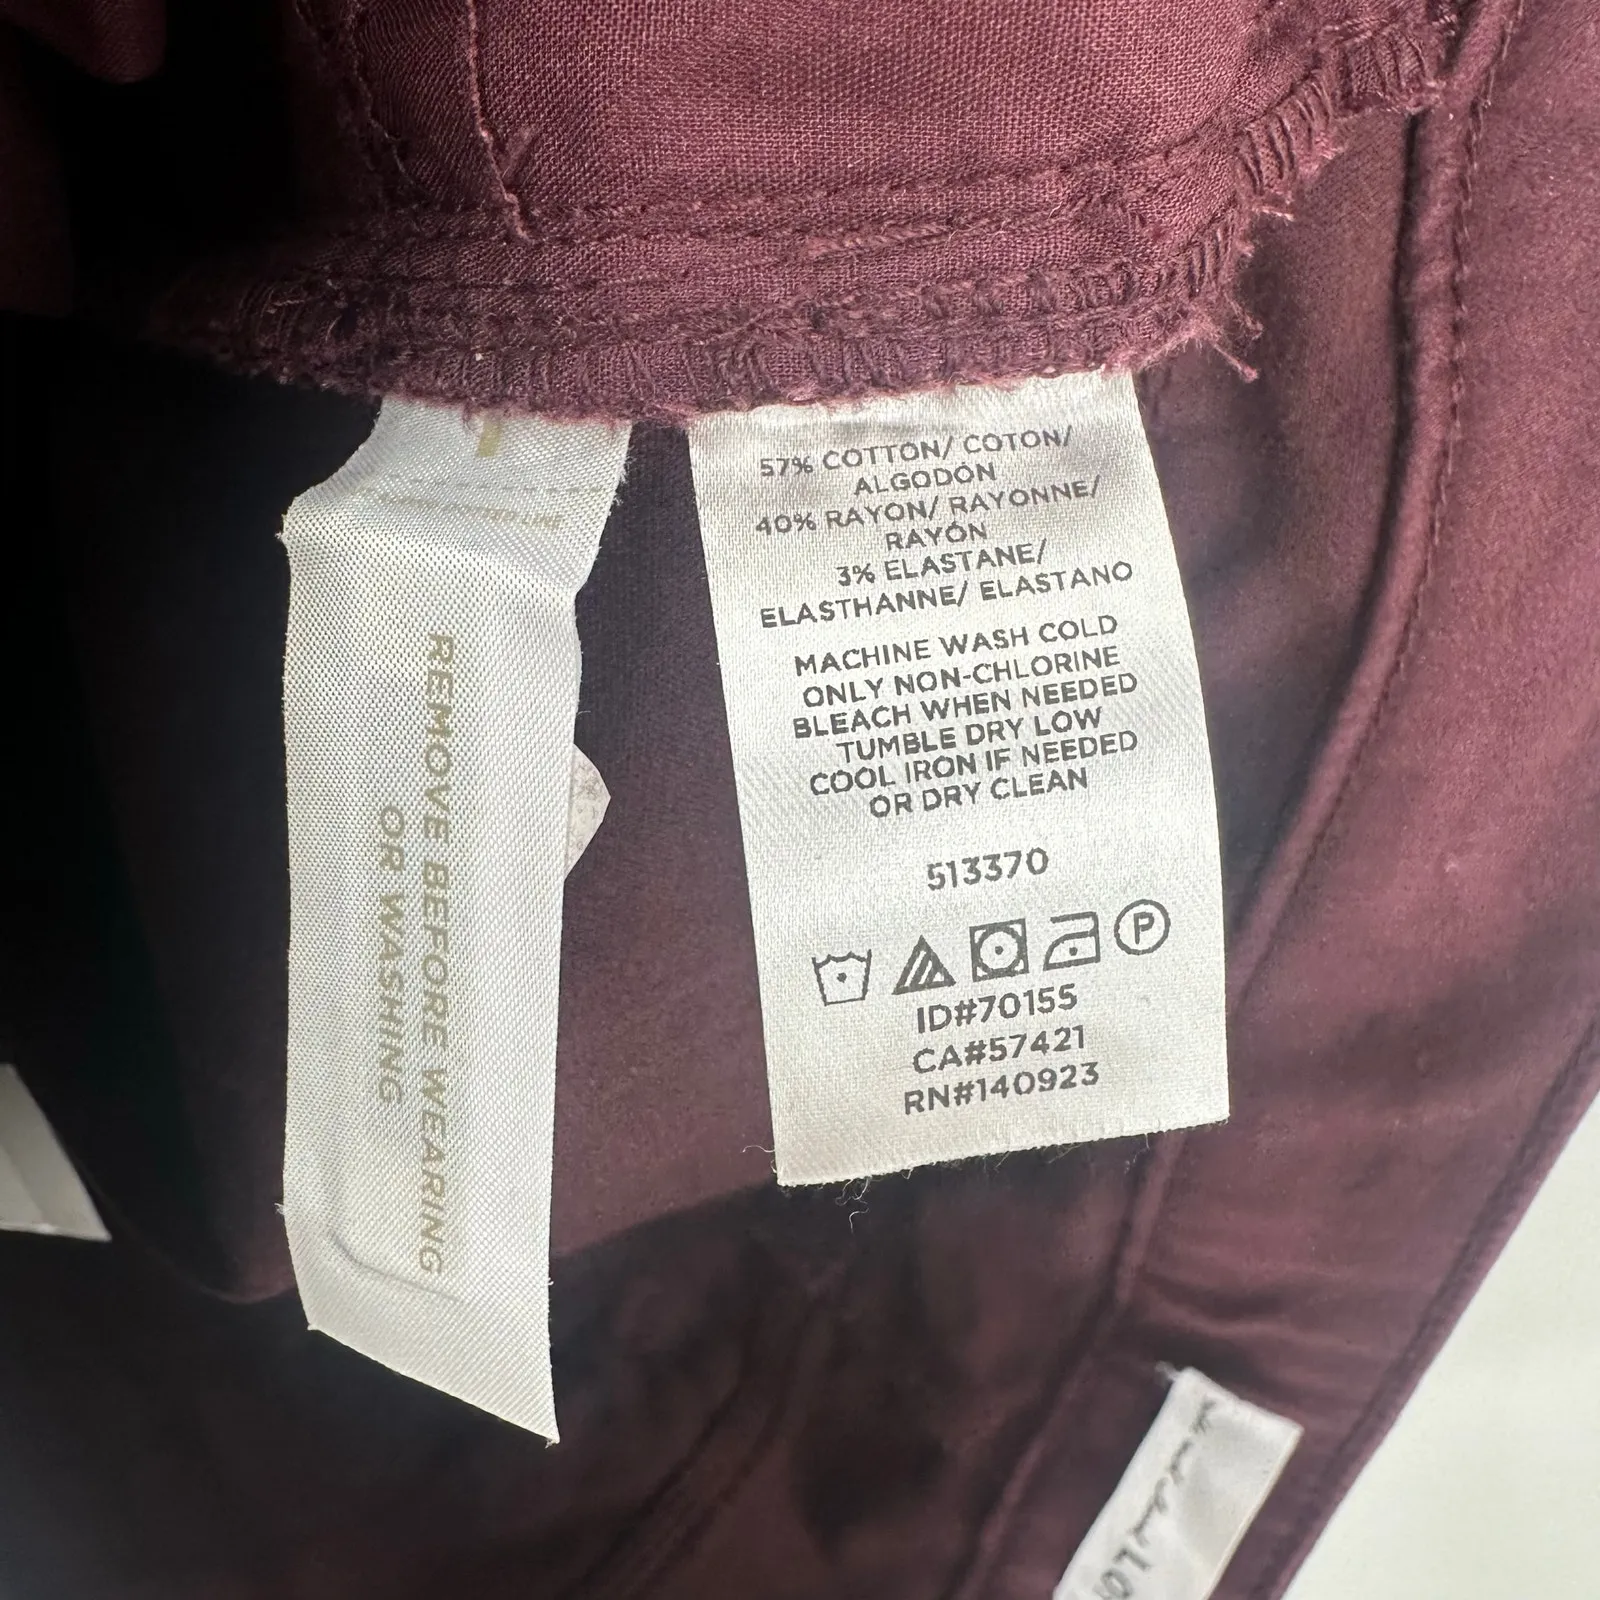 57% COTTON/ COTON/
ALGODÓN
40% RAYON/ RAYONNE/
RAYÓN
3% ELASTANE/
ELASTHANNE/ ELASTANO
MACHINE WASH COLD
ONLY NON-CHLORINE
BLEACH WHEN NEEDED
TUMBLE DRY LOW
COOL IRON IF NEEDED
OR DRY CLEAN
513370
P
ID#70155
CA#57421
RN#140923
REMOVE BEFORE WEARING
OR WASHING